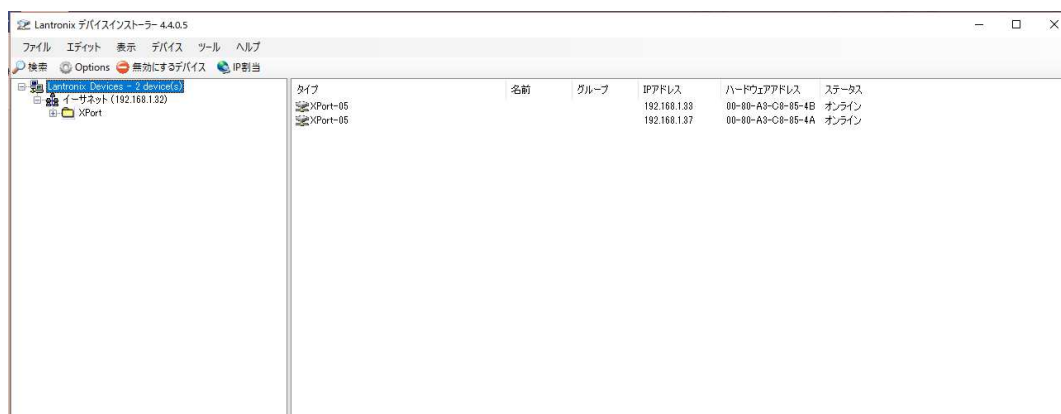 Lantronix デバイスインストーラー 4.4.0.5
ファイル エディット 表示 デバイス ツール ヘルプ
検索 Options 無効にするデバイス IP割当
Lantronix Devices - 2 device(s)
イーサネット (192.168.1.32)
XPort
タイプ 名前 グループ IPアドレス ハードウェアアドレス ステータス
XPort-05 192.168.1.33 00-80-A3-C8-85-4B オンライン
XPort-05 192.168.1.37 00-80-A3-C8-85-4A オンライン